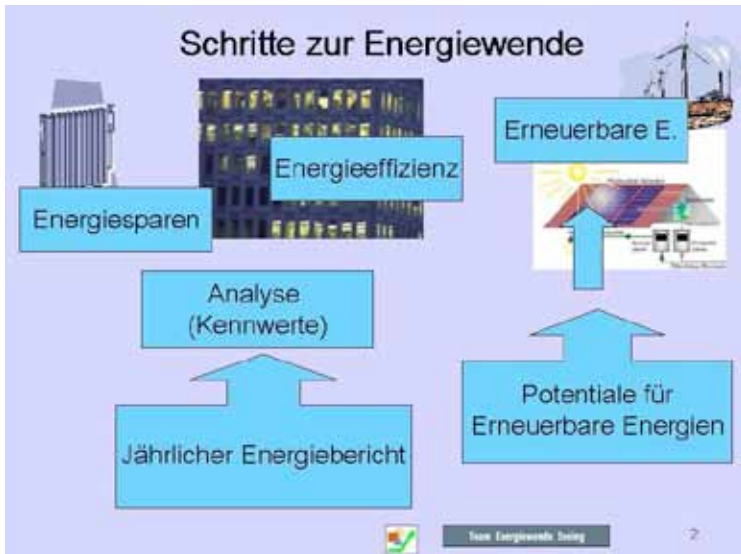 Schritte zur Energiewende
Erneuerbare E.
Energieeffizienz
Energiesparen
Analyse
(Kennwerte)
Potentiale für
Erneuerbare Energien
Jährlicher Energiebericht
Team Energiewende
2